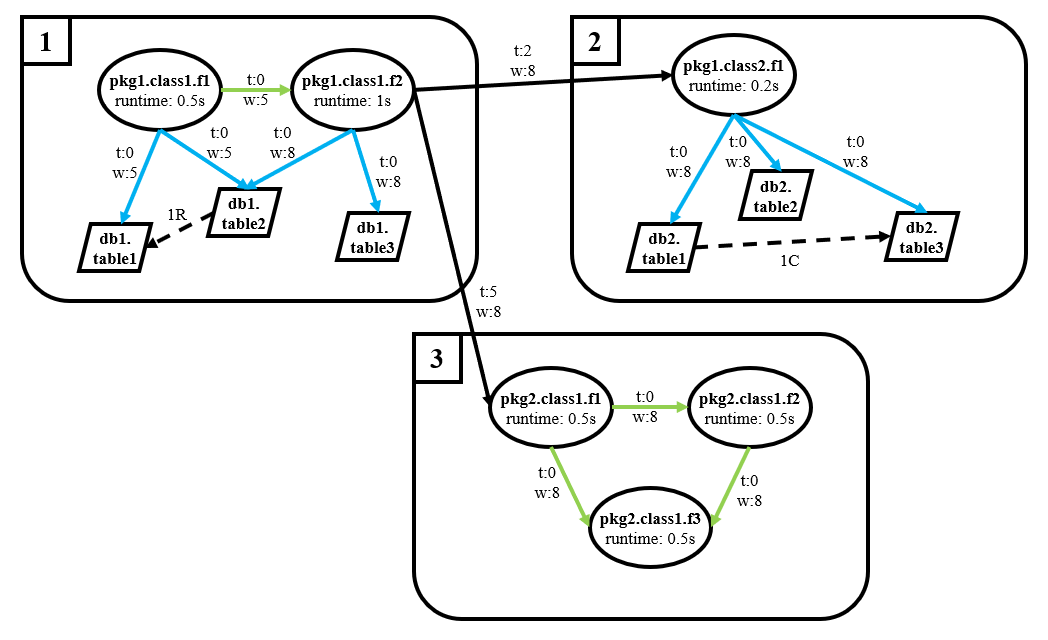 1
pkg1.class1.f1
runtime: 0.5s
t:0
w:5
pkg1.class1.f2
runtime: 1s
t:0
w:5
t:0
w:5
t:0
w:8
t:0
w:8
db1.
table1
1R
db1.
table2
db1.
table3
t:2
w:8
2
pkg1.class2.f1
runtime: 0.2s
t:0
w:8
t:0
w:8
t:0
w:8
db2.
table1
db2.
table2
db2.
table3
1C
t:5
w:8
3
pkg2.class1.f1
runtime: 0.5s
t:0
w:8
pkg2.class1.f2
runtime: 0.5s
t:0
w:8
t:0
w:8
pkg2.class1.f3
runtime: 0.5s